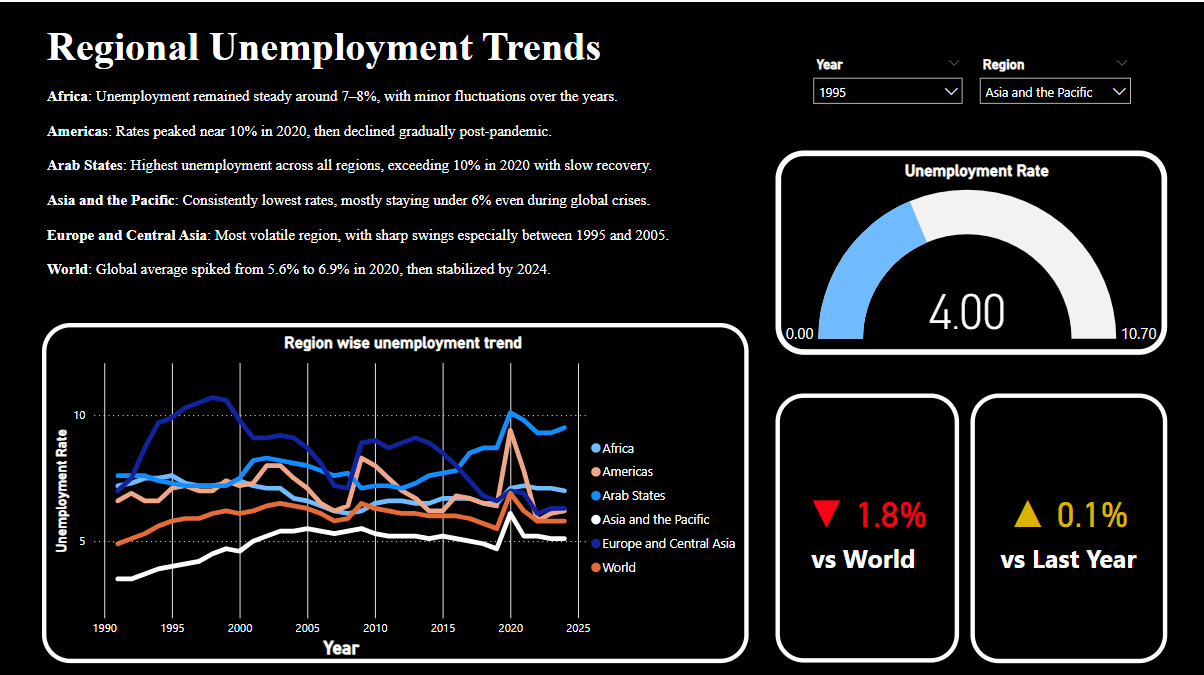 Regional Unemployment Trends
Africa: Unemployment remained steady around 7–8%, with minor fluctuations over the years.
Americas: Rates peaked near 10% in 2020, then declined gradually post-pandemic.
Arab States: Highest unemployment across all regions, exceeding 10% in 2020 with slow recovery.
Asia and the Pacific: Consistently lowest rates, mostly staying under 6% even during global crises.
Europe and Central Asia: Most volatile region, with sharp swings especially between 1995 and 2005.
World: Global average spiked from 5.6% to 6.9% in 2020, then stabilized by 2024.
Year
1995
Region
Asia and the Pacific
Unemployment Rate
4.00
0.00
10.70
Region wise unemployment trend
Unemployment Rate
10
5
1990 1995 2000 2005 2010 2015 2020 2025
Year
Africa
Americas
Arab States
Asia and the Pacific
Europe and Central Asia
World
▼ 1.8%
vs World
▲ 0.1%
vs Last Year